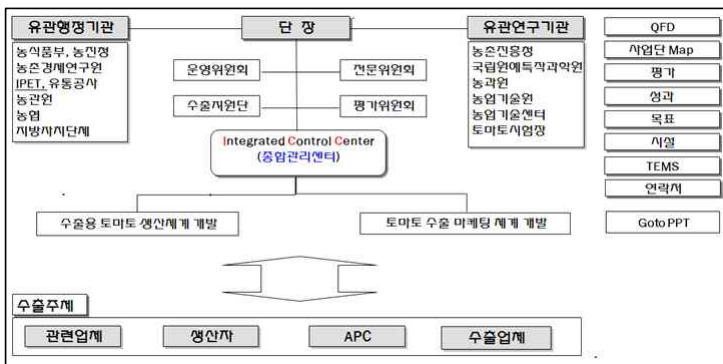 유관행정기관
농식품부, 농진청
농촌경제연구원
IPET, 유통공사
농관원
농협
지방자치단체
단 장
운영위원회
전문위원회
수출지원단
평가위원회
Integrated Control Center
(종합관리센터)
유관연구기관
농촌진흥청
국립원예특작과학원
농과원
농업기술원
농업기술센터
토마토시험장
수출용 토마토 생산체계 개발
토마토 수출 마케팅 체계 개발
수출주체
관련업체
생산자
APC
수출업체
QFD
사업단 Map
평가
성과
목표
시설
TEMS
연락처
Goto PPT